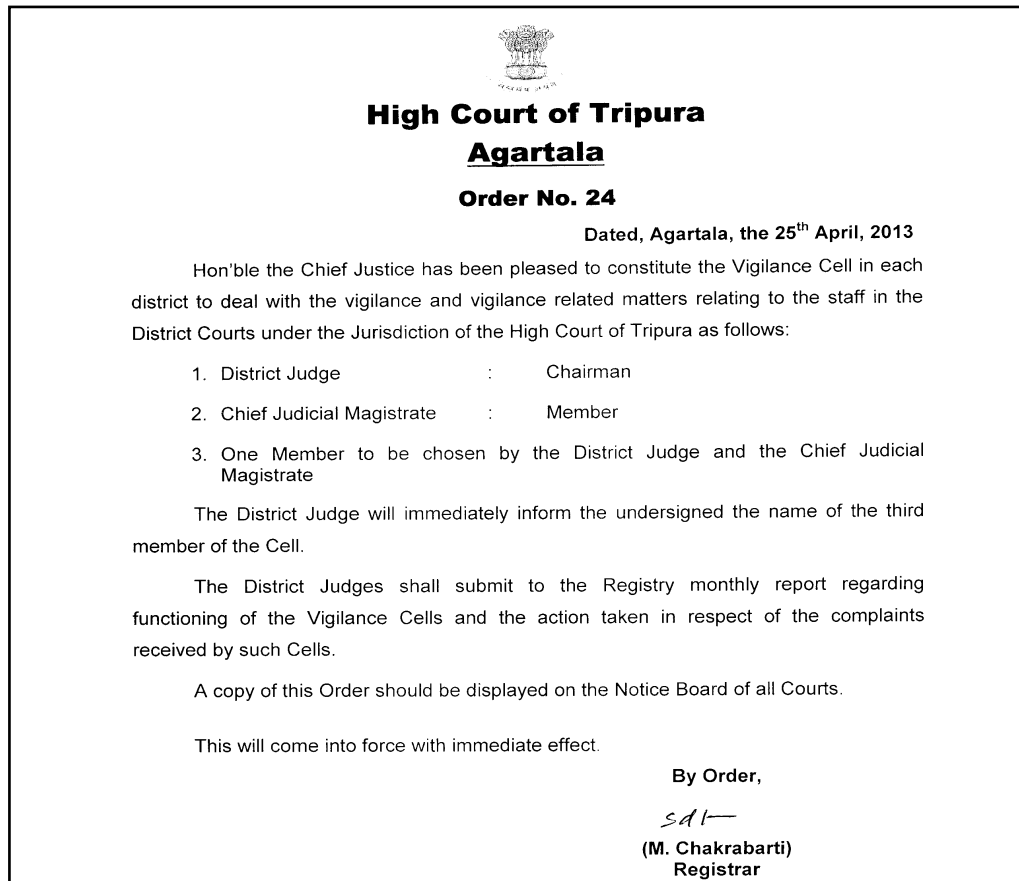 High Court of Tripura
Agartala
Order No. 24
Dated, Agartala, the 25th April, 2013
Hon'ble the Chief Justice has been pleased to constitute the Vigilance Cell in each
district to deal with the vigilance and vigilance related matters relating to the staff in the
District Courts under the Jurisdiction of the High Court of Tripura as follows:
1. District Judge : Chairman
2. Chief Judicial Magistrate : Member
3. One Member to be chosen by the District Judge and the Chief Judicial
Magistrate
The District Judge will immediately inform the undersigned the name of the third
member of the Cell.
The District Judges shall submit to the Registry monthly report regarding
functioning of the Vigilance Cells and the action taken in respect of the complaints
received by such Cells.
A copy of this Order should be displayed on the Notice Board of all Courts.
This will come into force with immediate effect.
By Order,
sd/-
(M. Chakrabarti)
Registrar